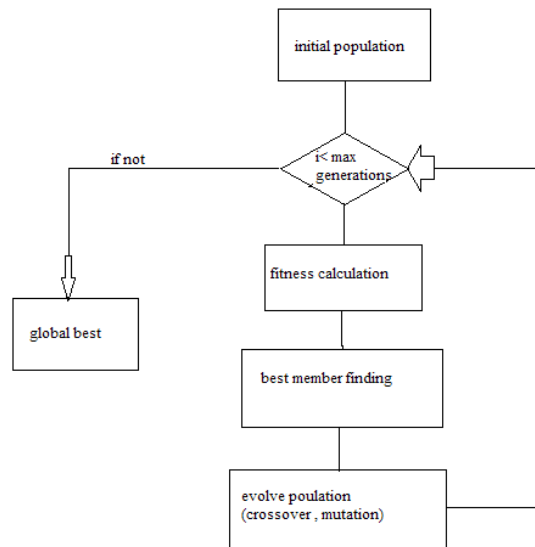 initial population
if not
i< max
generations
fitness calculation
global best
best member finding
evolve poulation
(crossover , mutation)